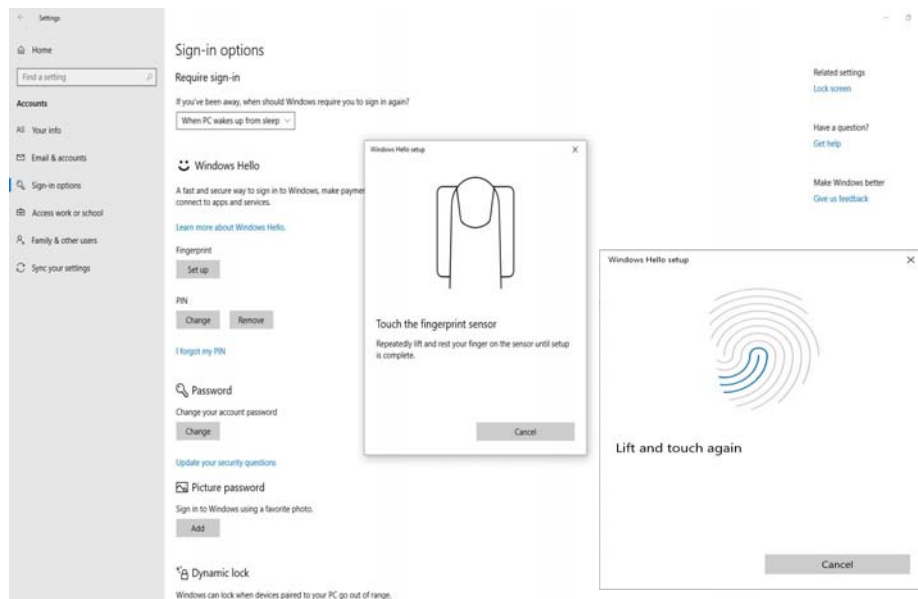 Settings
Home
Find a setting
Accounts
Your info
Email & accounts
Sign-in options
Access work or school
Family & other users
Sync your settings
Sign-in options
Require sign-in
If you've been away, when should Windows require you to sign in again?
When PC wakes up from sleep
Windows Hello
A fast and secure way to sign in to Windows, make paymer
connect to apps and services.
Learn more about Windows Hello.
Fingerprint
Set up
PIN
Change
Remove
I forgot my PIN
Password
Change your account password
Change
Update your security questions
Picture password
Sign in to Windows using a favorite photo.
Add
Dynamic lock
Windows can lock when devices paired to your PC go out of range.
Windows Hello setup
Touch the fingerprint sensor
Repeatedly lift and rest your finger on the sensor until setup
is complete.
Cancel
Related settings
Lock screen
Have a question?
Get help
Make Windows better
Give us feedback
Windows Hello setup
Lift and touch again
Cancel